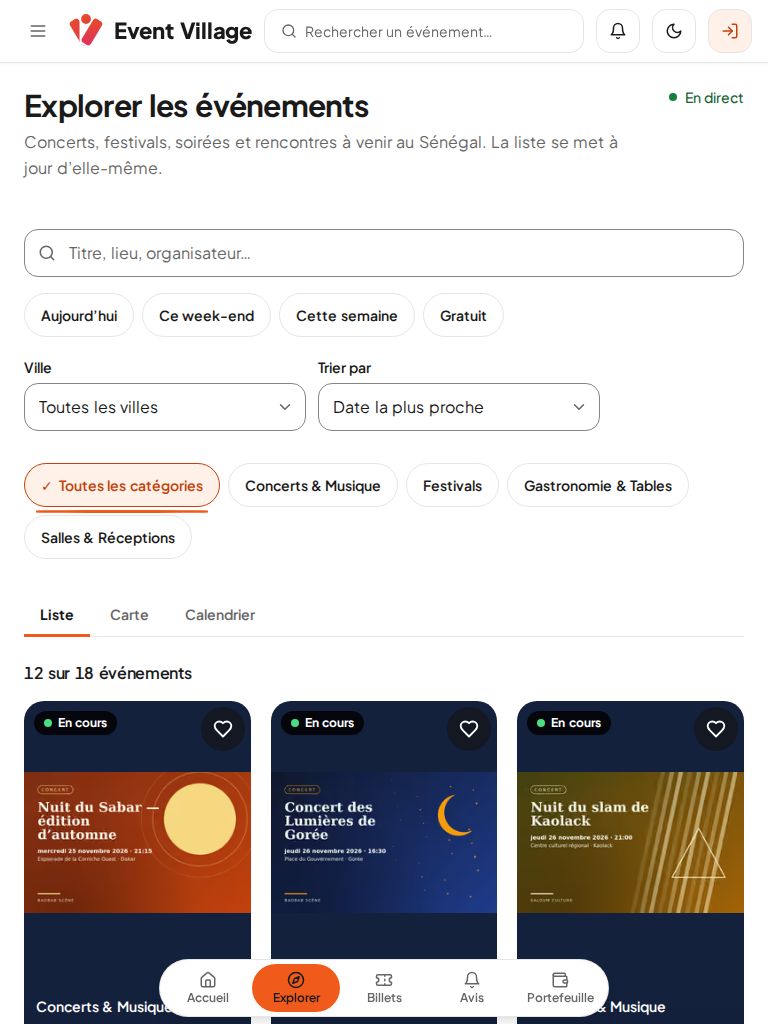 Event Village
Rechercher un événement…
Explorer les événements
En direct
Concerts, festivals, soirées et rencontres à venir au Sénégal. La liste se met à
jour d’elle-même.
Titre, lieu, organisateur…
Aujourd’hui
Ce week-end
Cette semaine
Gratuit
Ville
Trier par
Toutes les villes
Date la plus proche
✓ Toutes les catégories
Concerts & Musique
Festivals
Gastronomie & Tables
Salles & Réceptions
Liste
Carte
Calendrier
12 sur 18 événements
En cours
CONCERT
Nuit du Sabar —
édition
d’automne
mercredi 25 novembre 2026 · 21:15
Esplanade de la Corniche Ouest · Dakar
BAOBAB SCÈNE
Concerts & Musique
En cours
CONCERT
Concert des
Lumières de
Gorée
jeudi 26 novembre 2026 · 16:30
Place du Gouvernement · Gorée
BAOBAB SCÈNE
En cours
CONCERT
Nuit du slam de
Kaolack
jeudi 26 novembre 2026 · 21:00
Centre culturel régional · Kaolack
SALOUM CULTURE
& Musique
Accueil
Explorer
Billets
Avis
Portefeuille